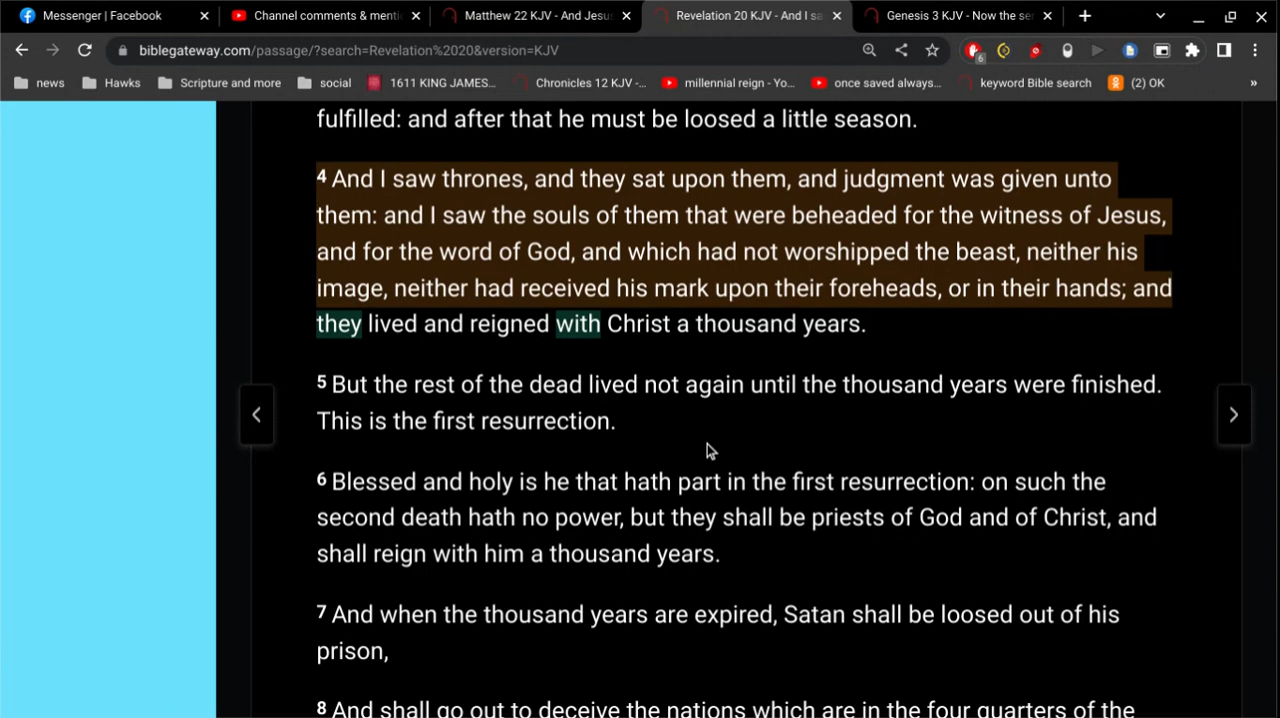 Messenger | Facebook
Channel comments & menti
Matthew 22 KJV - And Jesu
Revelation 20 KJV - And I sa
Genesis 3 KJV - Now the se
biblegateway.com/passage/?search=Revelation%2020&version=KJV
6
news
Hawks
Scripture and more
social
1611 KING JAMES...
Chronicles 12 KJV -...
millennial reign - Yo...
once saved always...
keyword Bible search
(2) OK
»
fulfilled: and after that he must be loosed a little season.
4 And I saw thrones, and they sat upon them, and judgment was given unto
them: and I saw the souls of them that were beheaded for the witness of Jesus,
and for the word of God, and which had not worshipped the beast, neither his
image, neither had received his mark upon their foreheads, or in their hands; and
they lived and reigned with Christ a thousand years.
5 But the rest of the dead lived not again until the thousand years were finished.
This is the first resurrection.
6 Blessed and holy is he that hath part in the first resurrection: on such the
second death hath no power, but they shall be priests of God and of Christ, and
shall reign with him a thousand years.
7 And when the thousand years are expired, Satan shall be loosed out of his
prison,
8 And shall go out to deceive the nations which are in the four quarters of the